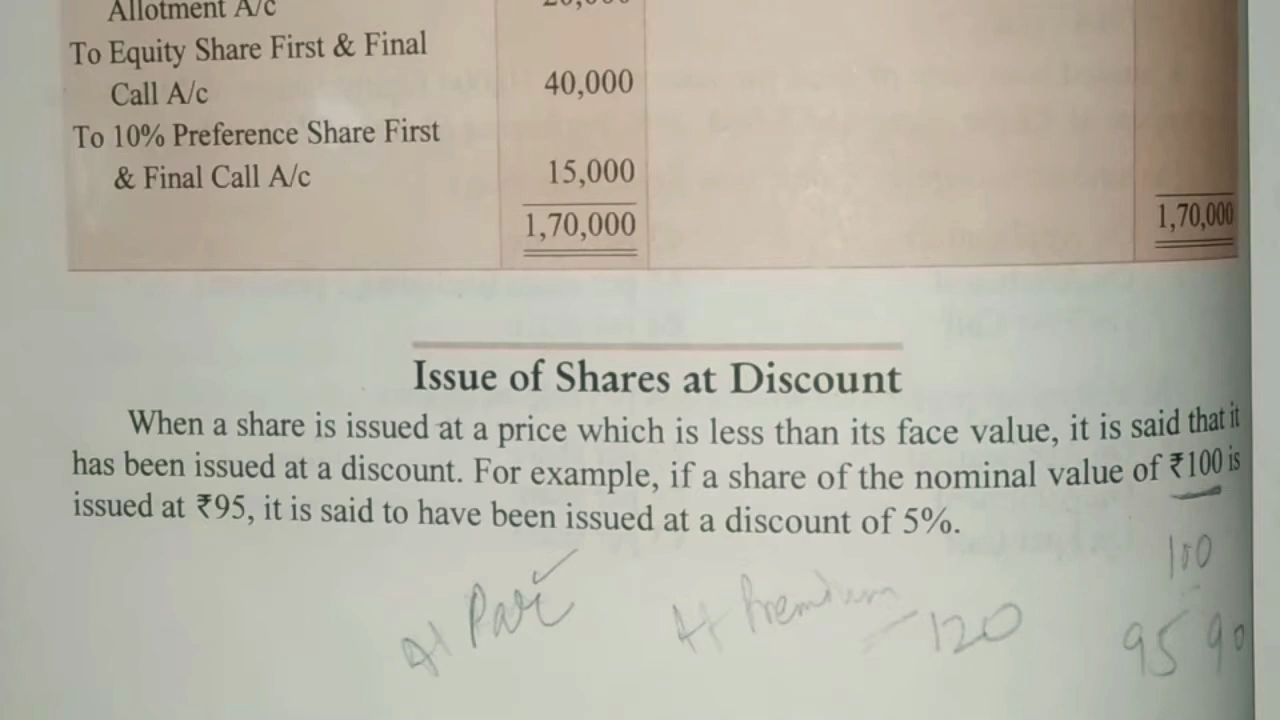 Allotment A/c
To Equity Share First & Final
Call A/c 40,000
To 10% Preference Share First
& Final Call A/c 15,000
1,70,000 1,70,000
Issue of Shares at Discount
When a share is issued at a price which is less than its face value, it is said that it
has been issued at a discount. For example, if a share of the nominal value of ₹100 is
issued at ₹95, it is said to have been issued at a discount of 5%.
100
At Par At Premium 120 95 90